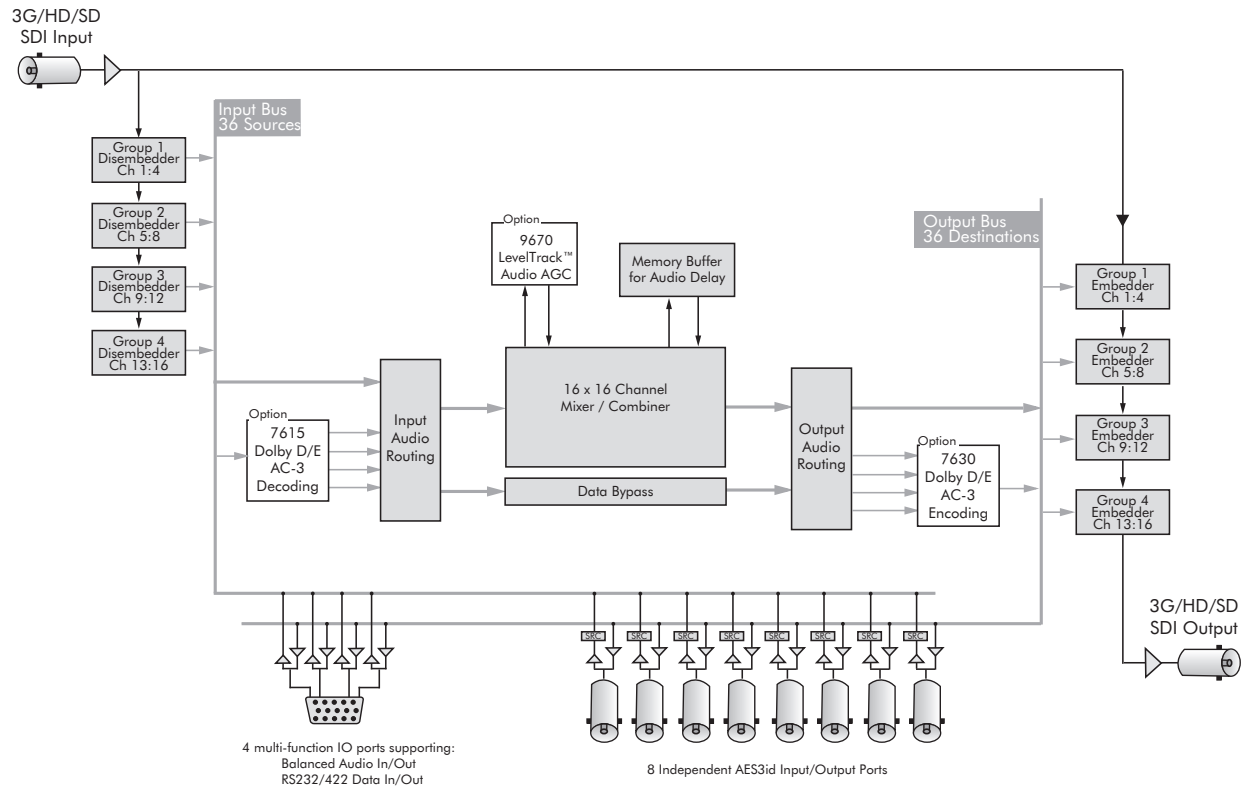 3G/HD/SD
SDI Input
Input Bus
36 Sources
Group 1
Disembedder
Ch 1:4
Group 2
Disembedder
Ch 5:8
Group 3
Disembedder
Ch 9:12
Group 4
Disembedder
Ch 13:16
Option
7615
Dolby D/E
AC-3
Decoding
Input
Audio
Routing
Option
9670
LevelTrack™
Audio AGC
Memory Buffer
for Audio Delay
16 x 16 Channel
Mixer / Combiner
Data Bypass
Output
Audio
Routing
Option
7630
Dolby D/E
AC-3
Encoding
Output Bus
36 Destinations
Group 1
Embedder
Ch 1:4
Group 2
Embedder
Ch 5:8
Group 3
Embedder
Ch 9:12
Group 4
Embedder
Ch 13:16
3G/HD/SD
SDI Output
SRC
SRC
SRC
SRC
SRC
SRC
SRC
SRC
4 multi-function IO ports supporting:
Balanced Audio In/Out
RS232/422 Data In/Out
8 Independent AES3id Input/Output Ports